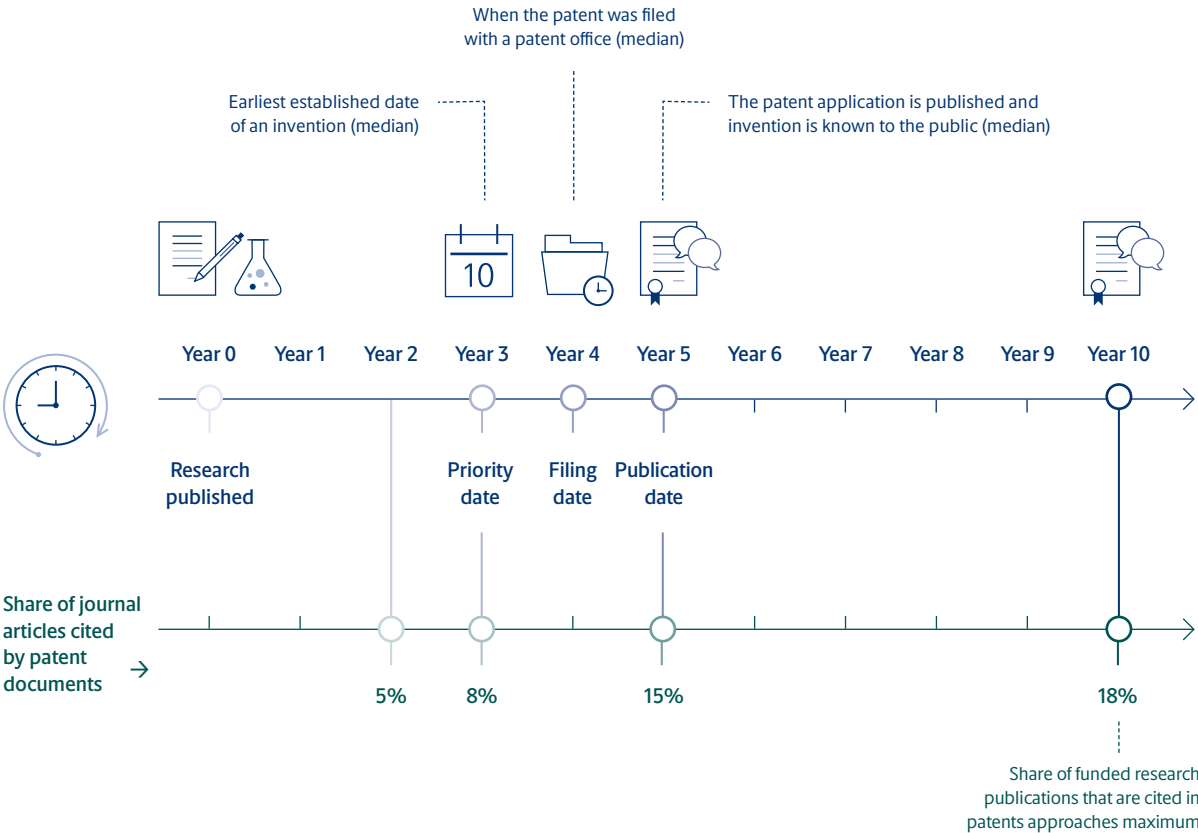 When the patent was filed
with a patent office (median)
Earliest established date
of an invention (median)
The patent application is published and
invention is known to the public (median)
10
Year 0 Year 1 Year 2 Year 3 Year 4 Year 5 Year 6 Year 7 Year 8 Year 9 Year 10
Research
published
Priority
date
Filing
date
Publication
date
Share of journal
articles cited
by patent
documents
5% 8% 15% 18%
Share of funded research
publications that are cited in
patents approaches maximum